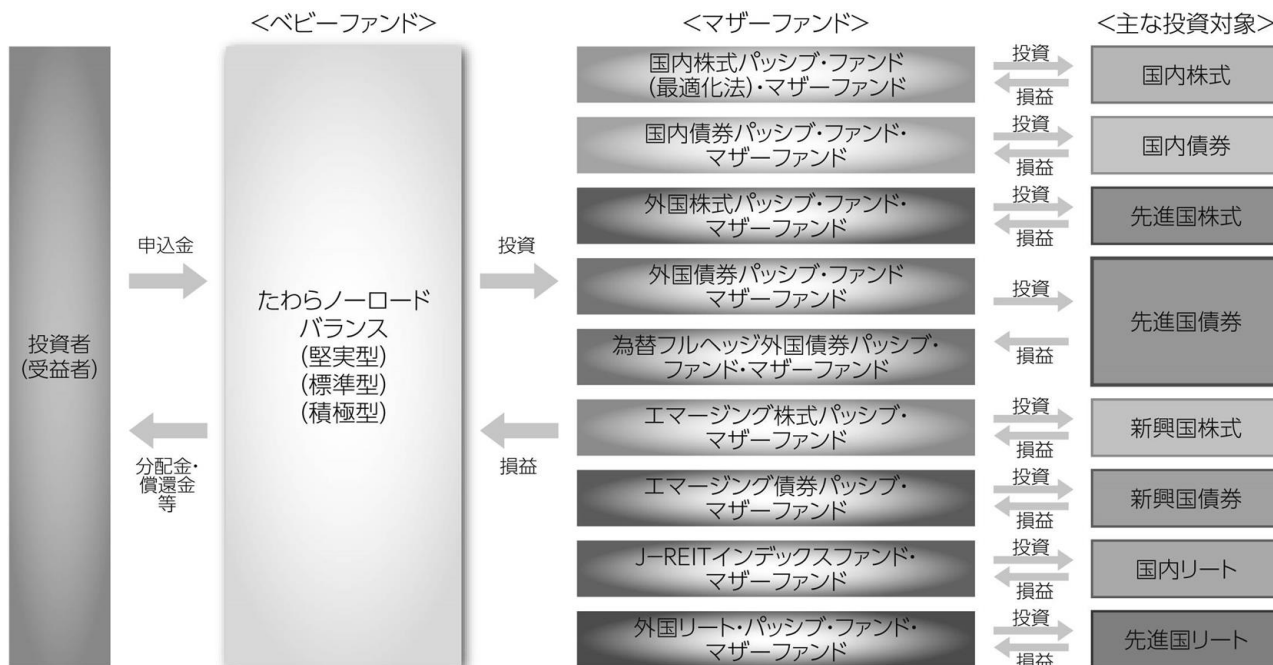 <ベビーファンド>
<マザーファンド>
<主な投資対象>
投資者
(受益者)
申込金
分配金・
償還金
等
たわらノーロード
バランス
(堅実型)
(標準型)
(積極型)
投資
損益
国内株式パッシブ・ファンド
(最適化法)・マザーファンド
投資
損益
国内株式
国内債券パッシブ・ファンド・
マザーファンド
投資
損益
国内債券
外国株式パッシブ・ファンド・
マザーファンド
投資
損益
先進国株式
外国債券パッシブ・ファンド
マザーファンド
投資
先進国債券
為替フルヘッジ外国債券パッシブ・
ファンド・マザーファンド
損益
エマージング株式パッシブ・
マザーファンド
投資
損益
新興国株式
エマージング債券パッシブ・
マザーファンド
投資
損益
新興国債券
J-REITインデックスファンド・
マザーファンド
投資
損益
国内リート
外国リート・パッシブ・ファンド・
マザーファンド
投資
損益
先進国リート